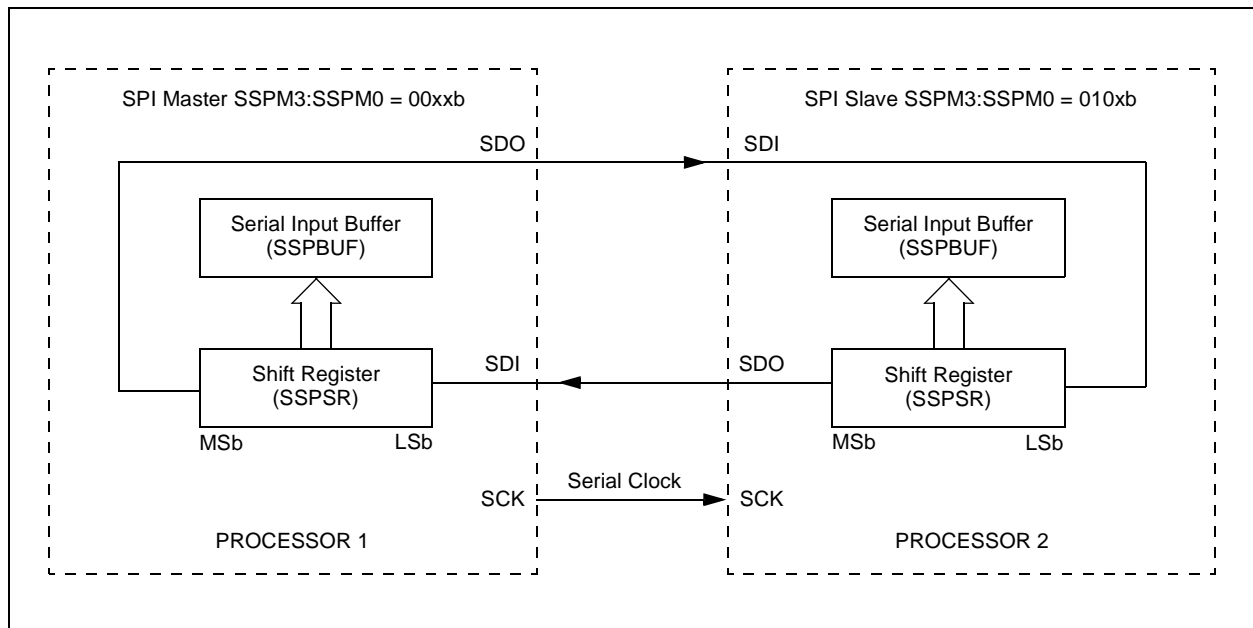 SPI Master SSPM3:SSPM0 = 00xxb
SPI Slave SSPM3:SSPM0 = 010xb
SDO
SDI
Serial Input Buffer
(SSPBUF)
Serial Input Buffer
(SSPBUF)
Shift Register
(SSPSR)
SDI
SDO
Shift Register
(SSPSR)
MSb
LSb
MSb
LSb
SCK
Serial Clock
SCK
PROCESSOR 1
PROCESSOR 2